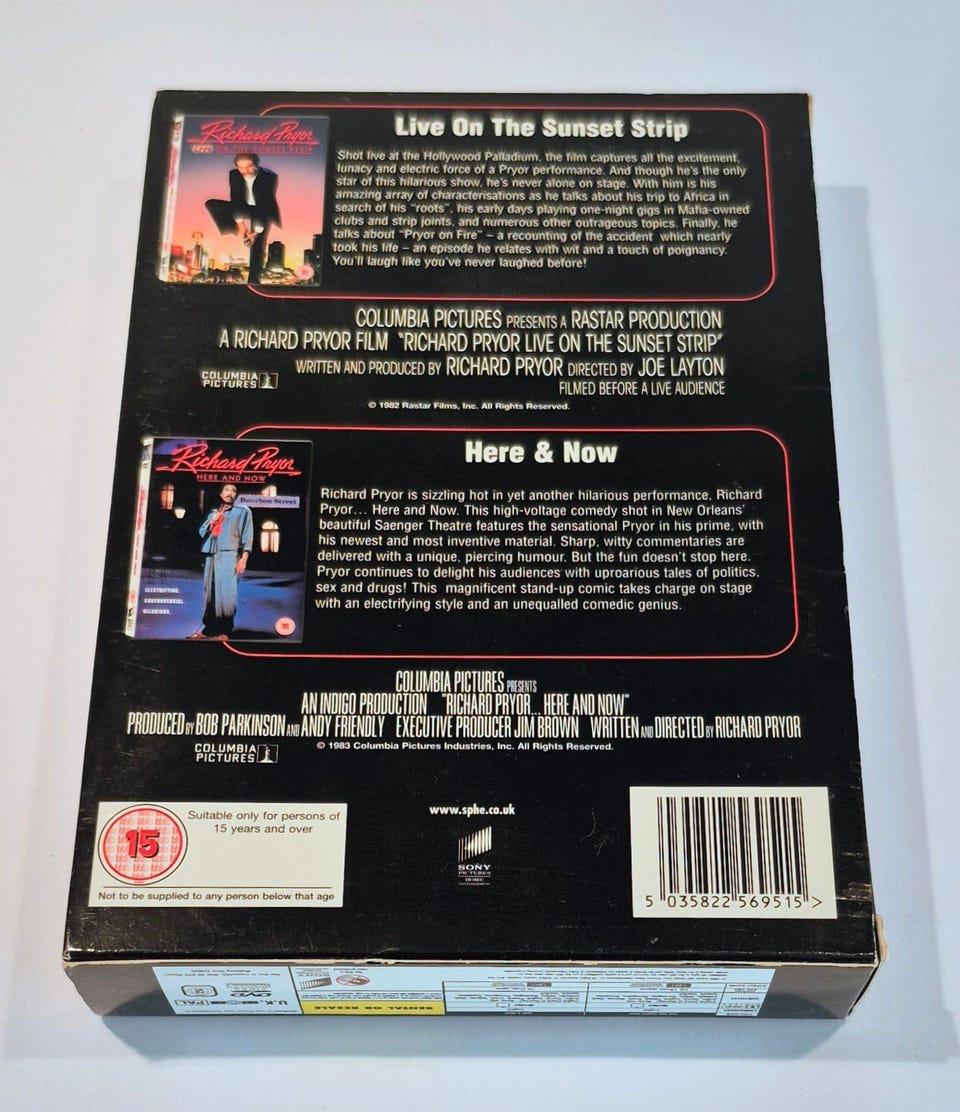 Live On The Sunset Strip
Richard Pryor
LIVE ON THE SUNSET STRIP
Shot live at the Hollywood Palladium, the film captures all the excitement,
lunacy and electric force of a Pryor performance. And though he's the only
star of this hilarious show, he's never alone on stage. With him is his
amazing array of characterisations as he talks about his trip to Africa in
search of his "roots", his early days playing one-night gigs in Mafia-owned
clubs and strip joints, and numerous other outrageous topics. Finally, he
talks about "Pryor on Fire" – a recounting of the accident which nearly
took his life – an episode he relates with wit and a touch of poignancy.
You'll laugh like you've never laughed before!
COLUMBIA PICTURES PRESENTS A RASTAR PRODUCTION
A RICHARD PRYOR FILM "RICHARD PRYOR LIVE ON THE SUNSET STRIP"
WRITTEN AND PRODUCED BY RICHARD PRYOR DIRECTED BY JOE LAYTON
FILMED BEFORE A LIVE AUDIENCE
COLUMBIA
PICTURES
© 1982 Rastar Films, Inc. All Rights Reserved.
Here & Now
Richard Pryor
HERE AND NOW
Bourbon Street
ELECTRIFYING.
CONTROVERSIAL.
HILARIOUS.
15
Richard Pryor is sizzling hot in yet another hilarious performance. Richard
Pryor... Here and Now. This high-voltage comedy shot in New Orleans'
beautiful Saenger Theatre features the sensational Pryor in his prime, with
his newest and most inventive material. Sharp, witty commentaries are
delivered with a unique, piercing humour. But the fun doesn't stop here.
Pryor continues to delight his audiences with uproarious tales of politics,
sex and drugs! This magnificent stand-up comic takes charge on stage
with an electrifying style and an unequalled comedic genius.
COLUMBIA PICTURES PRESENTS
AN INDIGO PRODUCTION "RICHARD PRYOR... HERE AND NOW"
PRODUCED BY BOB PARKINSON AND ANDY FRIENDLY EXECUTIVE PRODUCER JIM BROWN WRITTEN AND DIRECTED BY RICHARD PRYOR
COLUMBIA
PICTURES
© 1983 Columbia Pictures Industries, Inc. All Rights Reserved.
15
Suitable only for persons of
15 years and over
Not to be supplied to any person below that age
www.sphe.co.uk
SONY
PICTURES
HOME
ENTERTAINMENT
5 035822 569515 >
RENTAL OR RESALE
DVD
U.K.
PAL
2